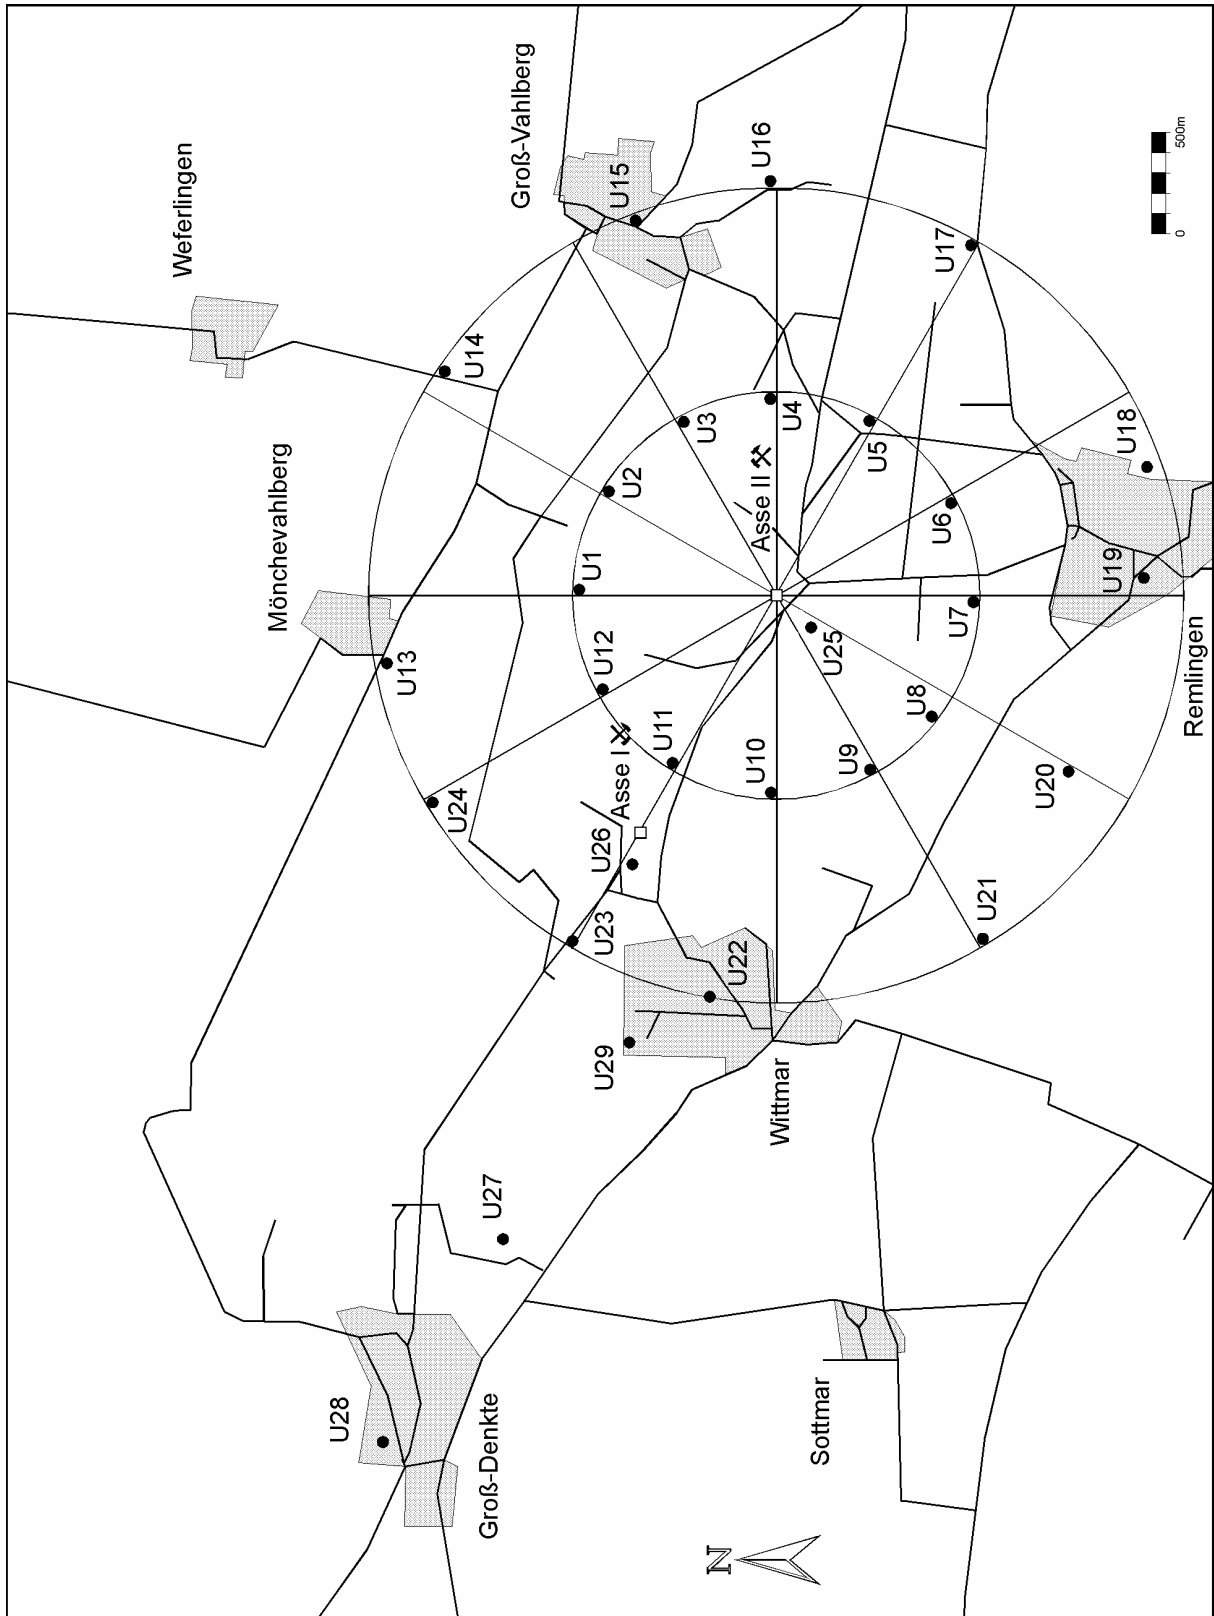 Weferlingen
Groß-Vahlberg
U15
U16
500m
0
U14
U17
Mönchevahlberg
U3
U4
U5
U2
Asse II
U18
U6
U1
U13
U12
U25
U7
U19
U11
U10
U8
U9
Remlingen
U24
Asse I
U26
U20
U23
U22
U21
U29
Wittmar
U27
U28
Groß-Denkte
Sottmar
N